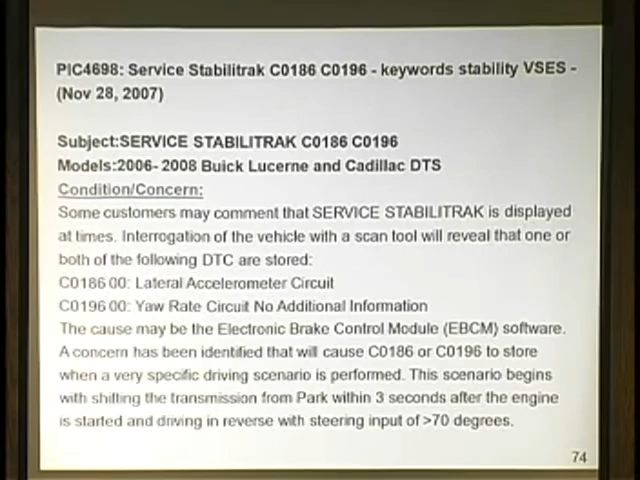 PIC4698: Service Stabilitrak C0186 C0196 - keywords stability VSES -
(Nov 28, 2007)
Subject:SERVICE STABILITRAK C0186 C0196
Models:2006- 2008 Buick Lucerne and Cadillac DTS
Condition/Concern:
Some customers may comment that SERVICE STABILITRAK is displayed
at times. Interrogation of the vehicle with a scan tool will reveal that one or
both of the following DTC are stored:
C0186 00: Lateral Accelerometer Circuit
C0196 00: Yaw Rate Circuit No Additional Information
The cause may be the Electronic Brake Control Module (EBCM) software.
A concern has been identified that will cause C0186 or C0196 to store
when a very specific driving scenario is performed. This scenario begins
with shifting the transmission from Park within 3 seconds after the engine
is started and driving in reverse with steering input of >70 degrees.
74